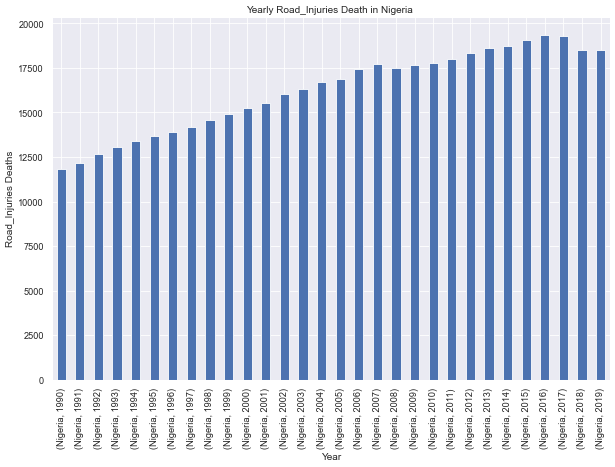 Yearly Road_Injuries Death in Nigeria
20000
17500
15000
12500
10000
7500
5000
2500
0
Road_Injuries Deaths
(Nigeria, 1990)
(Nigeria, 1991)
(Nigeria, 1992)
(Nigeria, 1993)
(Nigeria, 1994)
(Nigeria, 1995)
(Nigeria, 1996)
(Nigeria, 1997)
(Nigeria, 1998)
(Nigeria, 1999)
(Nigeria, 2000)
(Nigeria, 2001)
(Nigeria, 2002)
(Nigeria, 2003)
(Nigeria, 2004)
(Nigeria, 2005)
(Nigeria, 2006)
(Nigeria, 2007)
(Nigeria, 2008)
(Nigeria, 2009)
(Nigeria, 2010)
(Nigeria, 2011)
(Nigeria, 2012)
(Nigeria, 2013)
(Nigeria, 2014)
(Nigeria, 2015)
(Nigeria, 2016)
(Nigeria, 2017)
(Nigeria, 2018)
(Nigeria, 2019)
Year